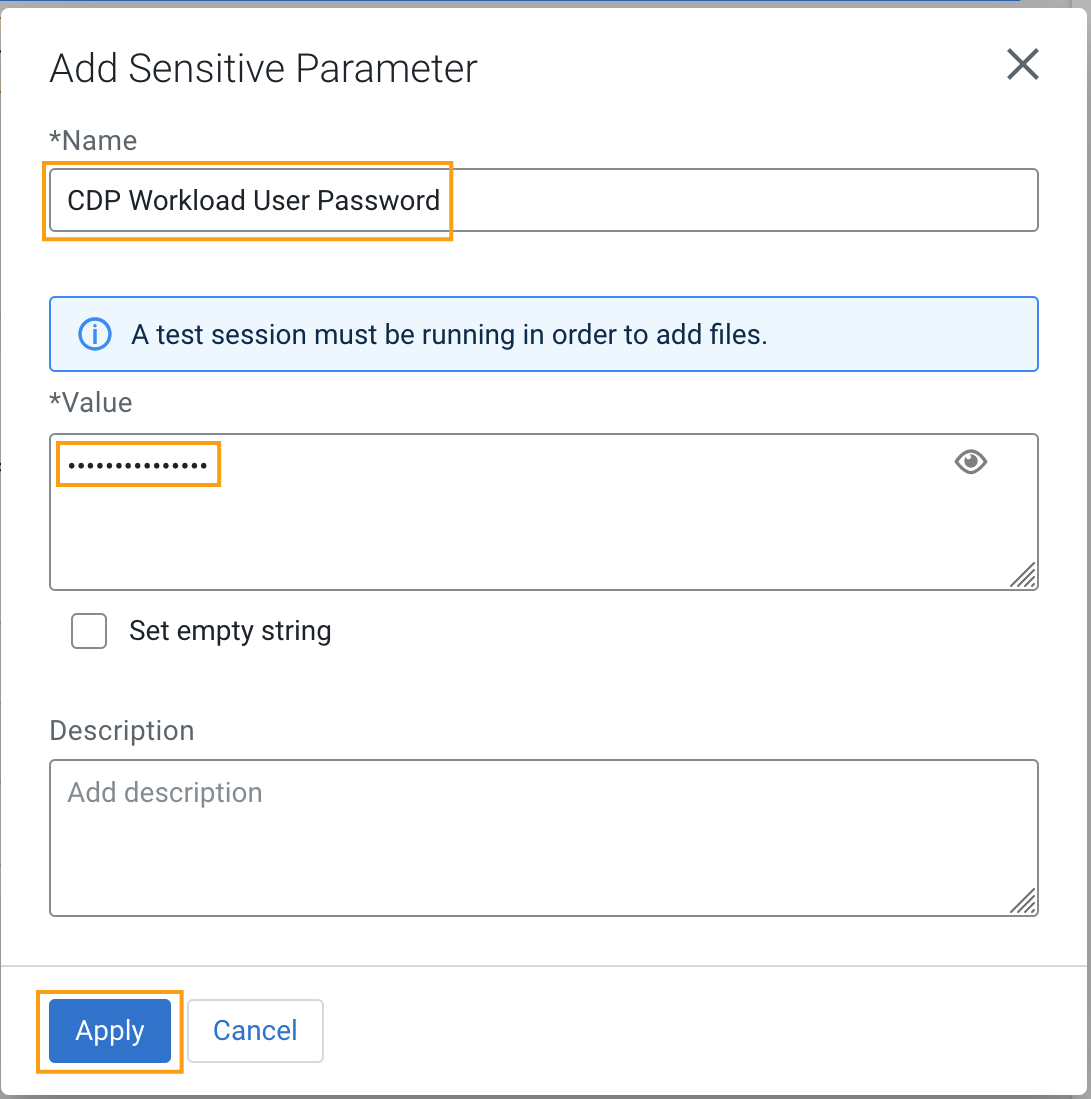 Add Sensitive Parameter
*Name
CDP Workload User Password
A test session must be running in order to add files.
*Value
•••••••••••••••
Set empty string
Description
Add description
Apply
Cancel